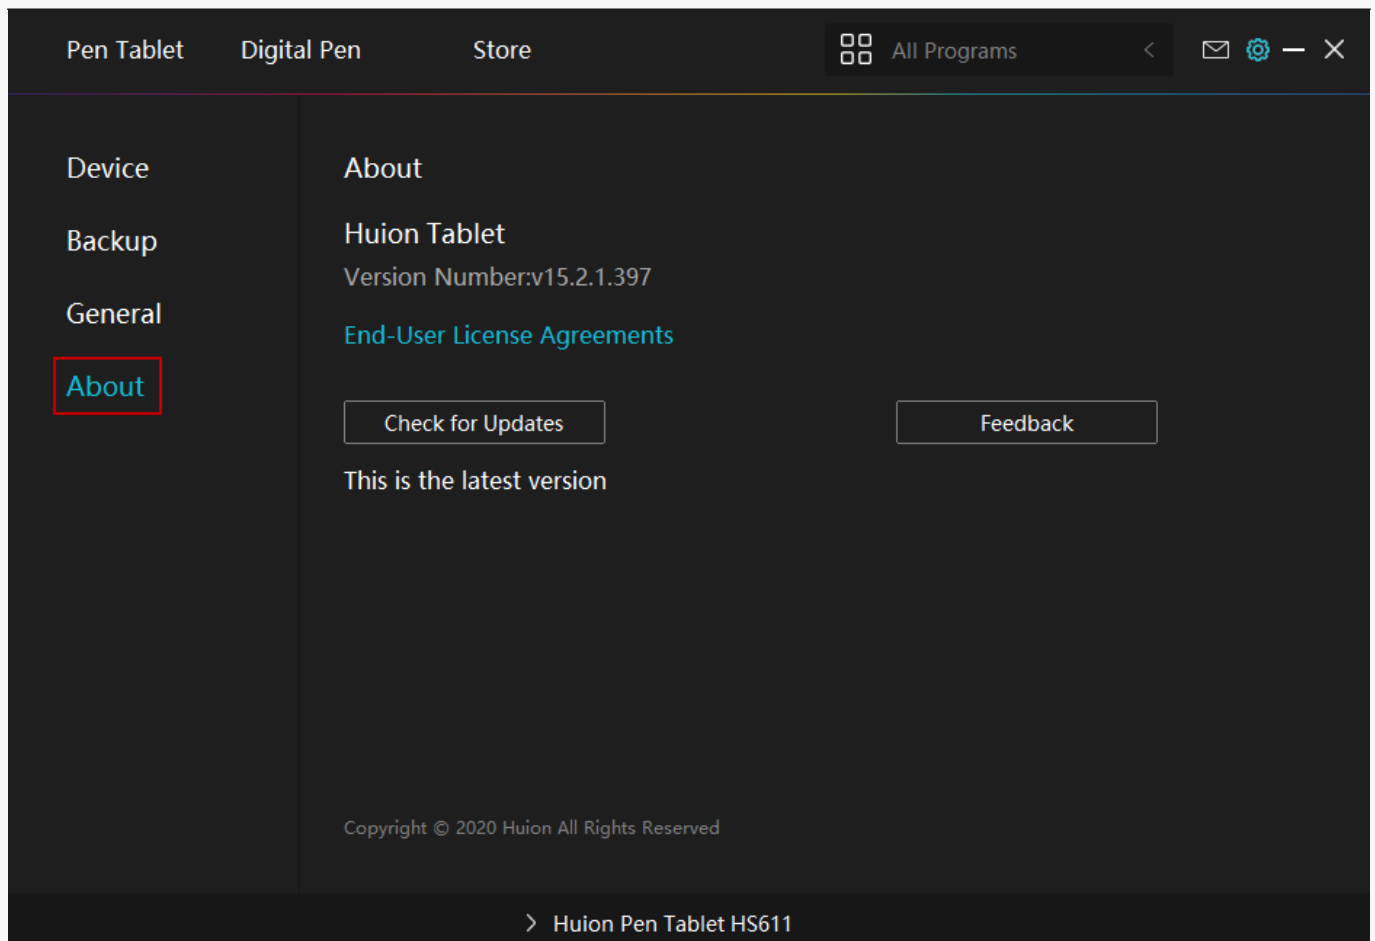 Pen Tablet Digital Pen Store All Programs
Device
Backup
General
About
About
Huion Tablet
Version Number:v15.2.1.397
End-User License Agreements
Check for Updates Feedback
This is the latest version
Copyright © 2020 Huion All Rights Reserved
Huion Pen Tablet HS611